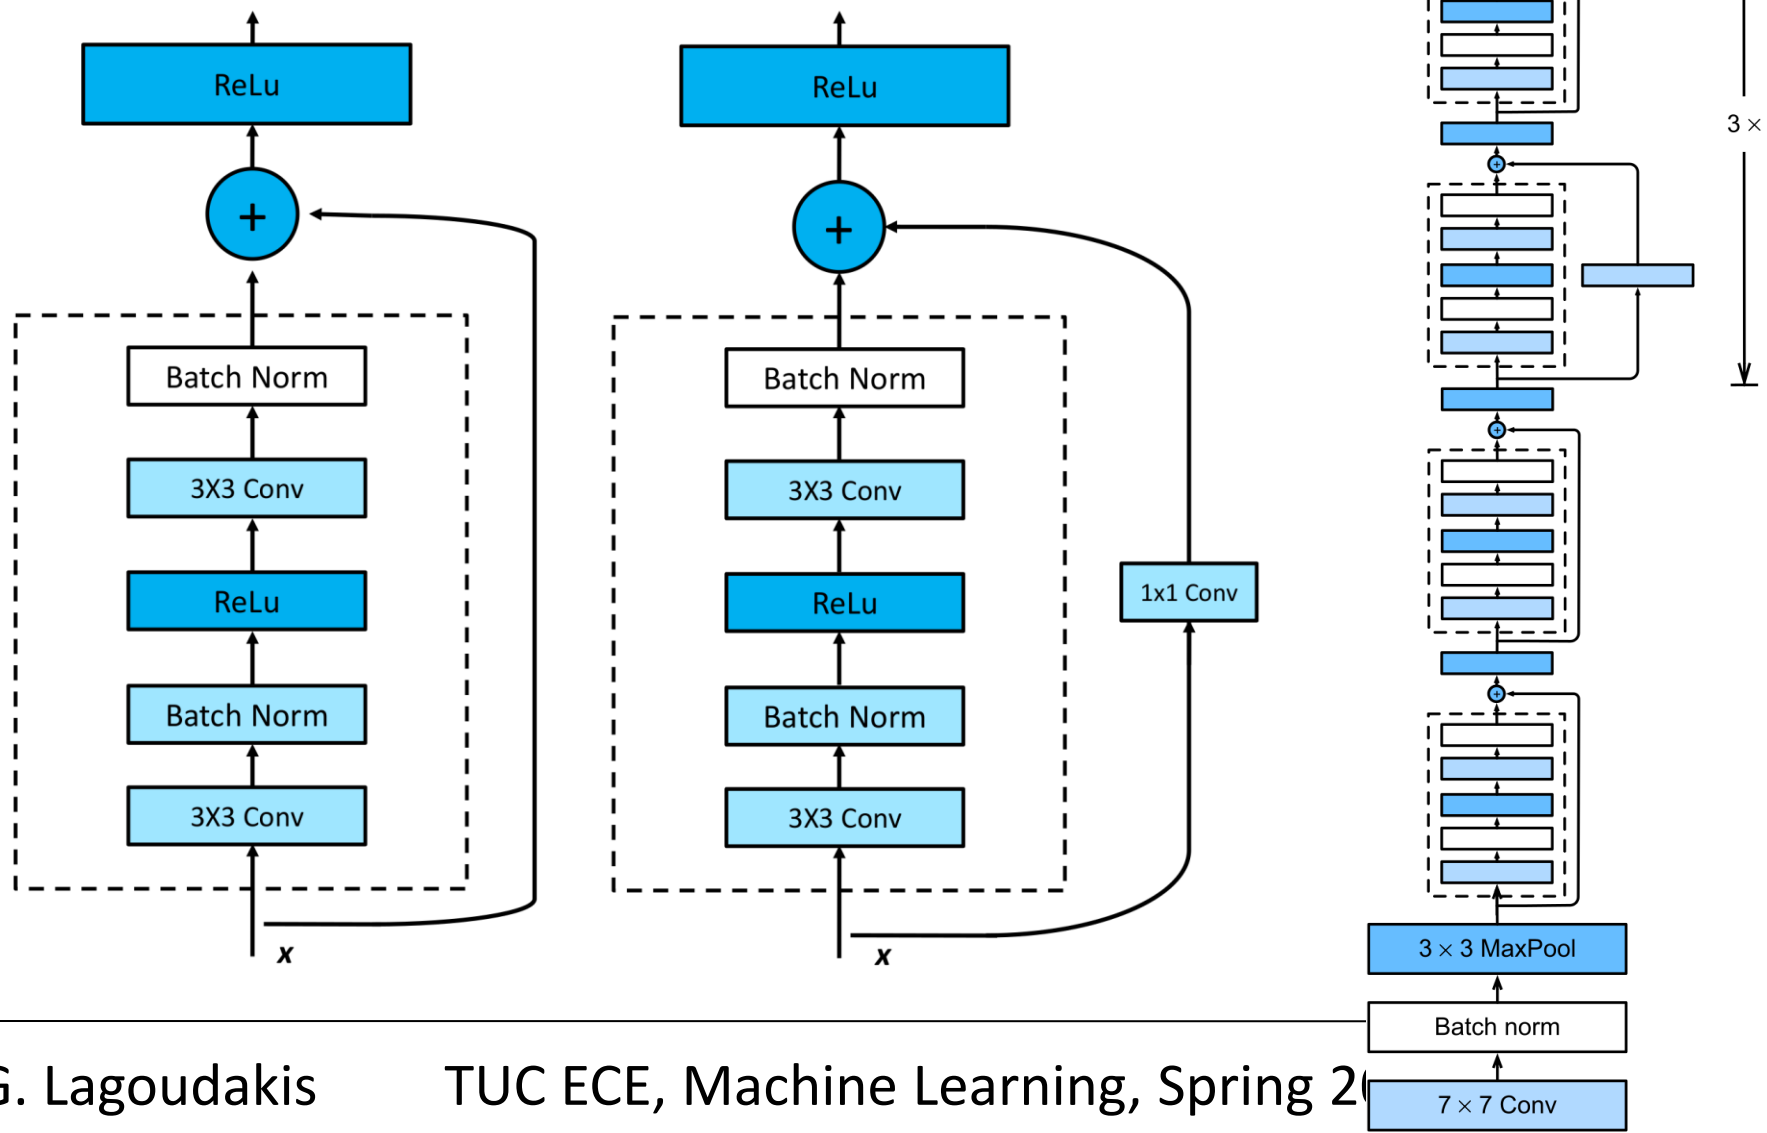 ReLu
+
Batch Norm
3X3 Conv
ReLu
Batch Norm
3X3 Conv
x
ReLu
+
Batch Norm
3X3 Conv
ReLu
Batch Norm
3X3 Conv
1x1 Conv
x
3 ×
+
+
+
3 × 3 MaxPool
Batch norm
7 × 7 Conv
G. Lagoudakis
TUC ECE, Machine Learning, Spring 2